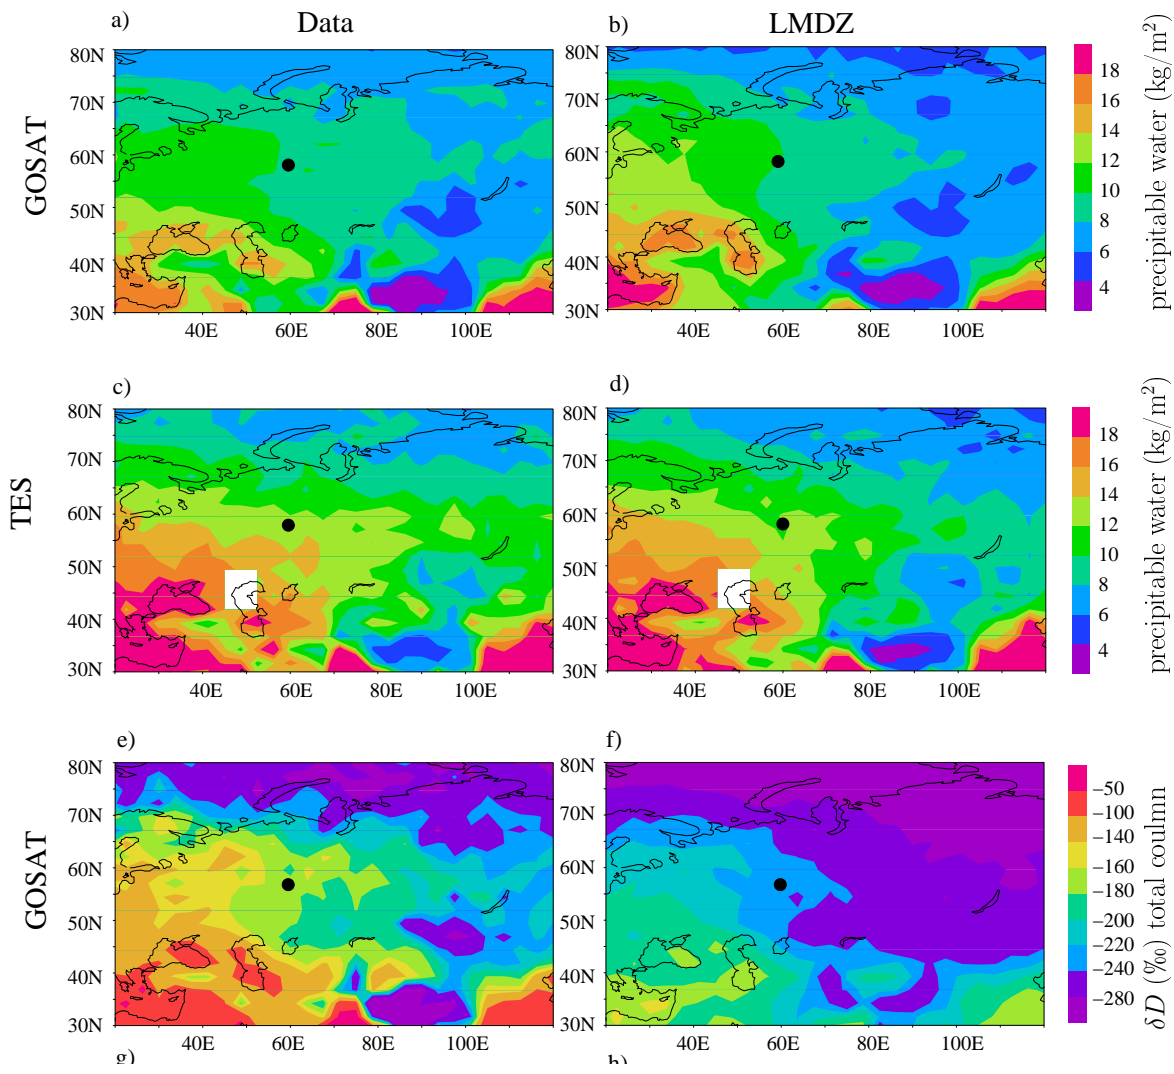 Data
LMDZ
a)
b)
GOSAT
80N
70N
60N
50N
40N
30N
40E
60E
80E
100E
80N
70N
60N
50N
40N
30N
40E
60E
80E
100E
18
16
14
12
10
8
6
4
precipitable water (kg/m²)
c)
d)
TES
80N
70N
60N
50N
40N
30N
40E
60E
80E
100E
80N
70N
60N
50N
40N
30N
40E
60E
80E
100E
18
16
14
12
10
8
6
4
precipitable water (kg/m²)
e)
f)
GOSAT
80N
70N
60N
50N
40N
30N
40E
60E
80E
100E
80N
70N
60N
50N
40N
30N
40E
60E
80E
100E
−50
−100
−140
−160
−180
−200
−220
−240
−280
δD (‰) total coulmn
g)
h)